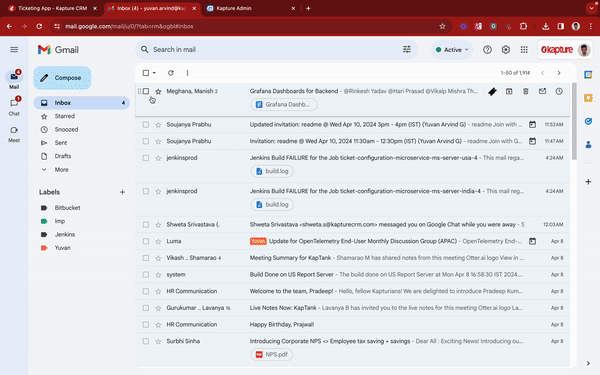 Ticketing App - Kapture CRM
Inbox (4) - yuvan.arvind@kapt
Kapture Admin
mail.google.com/mail/u/0/?tab=rm&ogbl#inbox
Gmail
Search in mail
Active
kapture
Mail
4
Chat
1
Meet
Compose
Inbox 4
Starred
Snoozed
Sent
Drafts
More
Labels
Bitbucket
Imp
Jenkins
Yuvan
1–50 of 1,914
Meghana, Manish 2 Grafana Dashboards for Backend - @Rinkesh Yadav @Hari Prasad @Vikalp Mishra Th...
Grafana Dashb...
Soujanya Prabhu Updated invitation: readme @ Wed Apr 10, 2024 3pm - 4pm (IST) (Yuvan Arvind G) - readme Join with G... 11:53 AM
Soujanya Prabhu Invitation: readme @ Wed Apr 10, 2024 11:30am - 12:30pm (IST) (Yuvan Arvind G) - readme Join with Go... 11:47 AM
jenkinsprod Jenkins Build FAILURE for the Job ticket-configuration-microservice-ms-server-usa-4 - This mail rega... 4:24 AM
build.log
jenkinsprod Jenkins Build FAILURE for the Job ticket-configuration-microservice-ms-server-india-4 - This mail reg... 4:24 AM
build.log
Shweta Srivastava (. Shweta Srivastava <shweta.s@kapturecrm.com> messaged you on Google Chat while you were away - S... 12:03 AM
Luma Yuvan Update for OpenTelemetry End-User Monthly Discussion Group (APAC) - OpenTelemetry End-Us... Apr 8
Vikash .. Shamarao 4 Meeting Summary for KapTank - Shamarao M has shared notes from this meeting Otter.ai logo View in ... Apr 8
system Build Done on US Report Server - The build done on US Report Server at Mon Apr 8 16:58:30 IST 2024... Apr 8
HR Communication Welcome to the team, Pradeep! - Hello, fellow Kapturians! We are delighted to introduce Pradeep Kum... Apr 8
Gurukumar .. Lavanya 16 Live Notes Now: KapTank - Lavanya B has invited you to the live notes for this meeting Otter.ai logo La... Apr 8
HR Communication Happy Birthday, Prajwal! Apr 8
Surbhi Sinha Introducing Corporate NPS <> Employee tax saving + savings - Dear All : Exciting News! Introducing ou... Apr 8
NPS.pdf